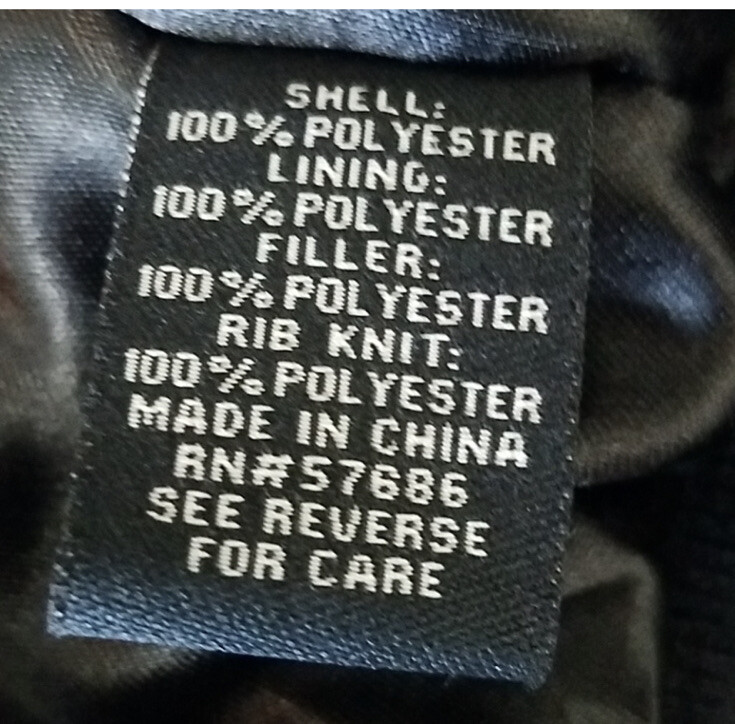 SHELL:
100% POLYESTER
LINING:
100% POLYESTER
FILLER:
100% POLYESTER
RIB KNIT:
100% POLYESTER
MADE IN CHINA
RN#57686
SEE REVERSE
FOR CARE